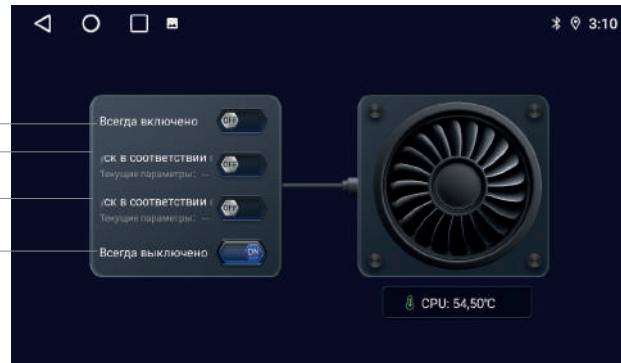 3:10
Всегда включено
OFF
ск в соответствии
OFF
Текущие параметры: --
ск в соответствии
OFF
Текущие параметры: --
Всегда выключено
ON
CPU: 54,50°C